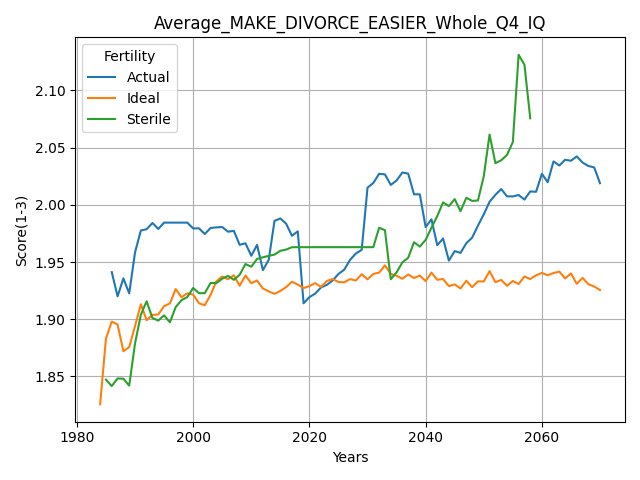 Average_MAKE_DIVORCE_EASIER_Whole_Q4_IQ
Fertility
Actual
Ideal
Sterile
Score(1-3)
2.10
2.05
2.00
1.95
1.90
1.85
1980
2000
2020
2040
2060
Years